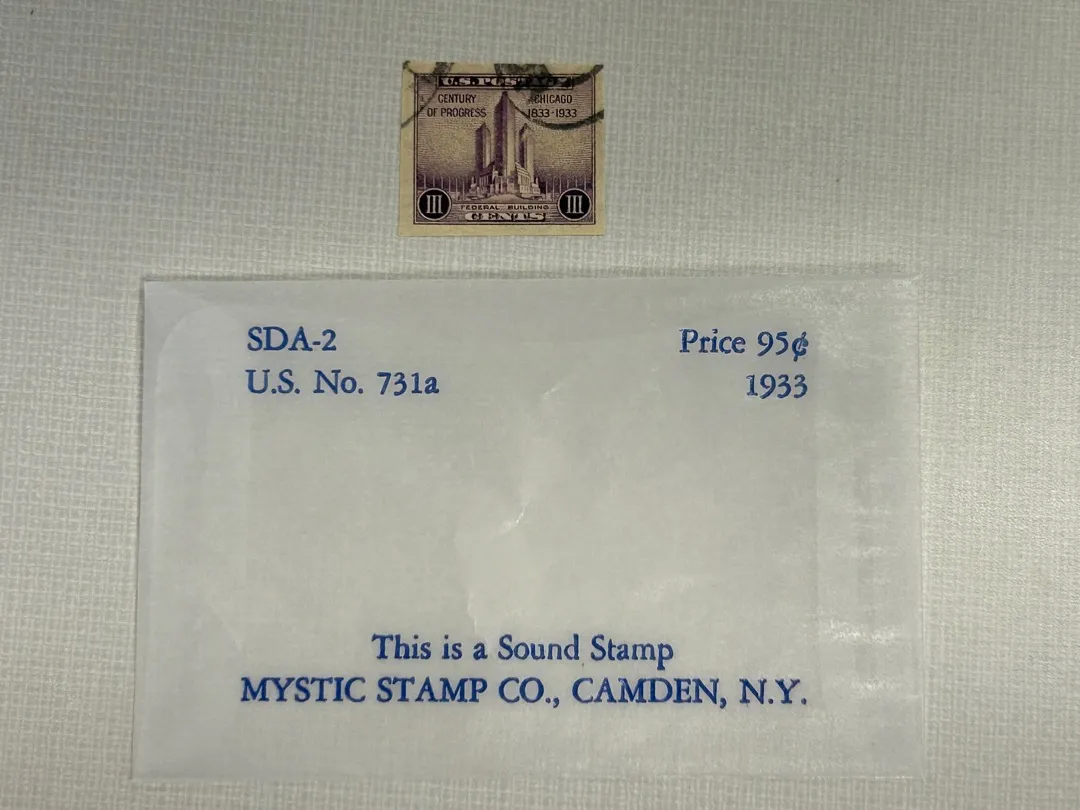 U.S. POSTAGE
CENTURY OF PROGRESS
CHICAGO 1833-1933
III
FEDERAL BUILDING
III
CENTS
SDA-2
Price 95¢
U.S. No. 731a
1933
This is a Sound Stamp
MYSTIC STAMP CO., CAMDEN, N.Y.